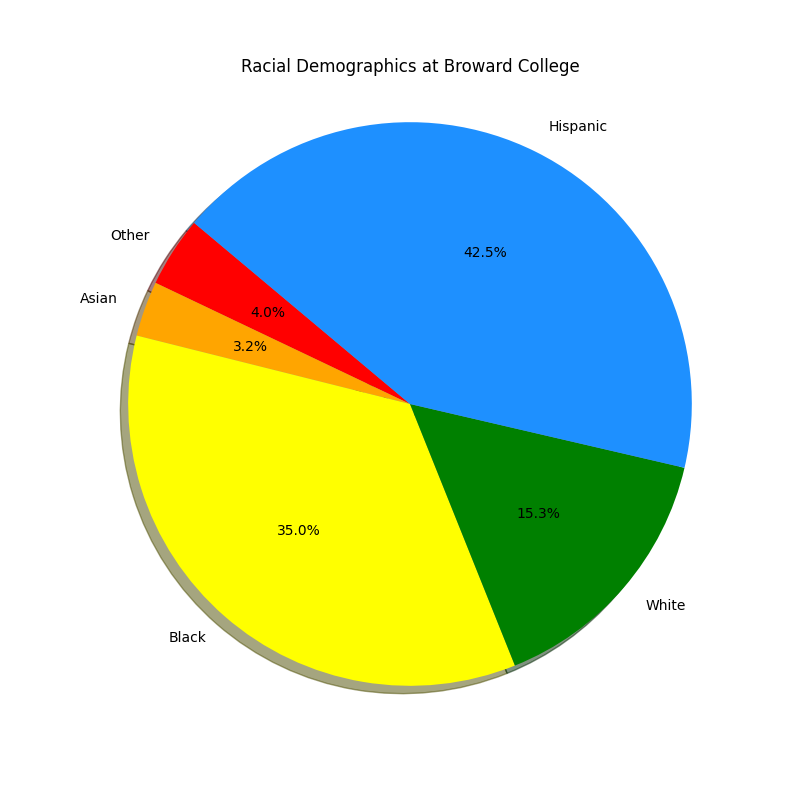 Racial Demographics at Broward College
Hispanic
42.5%
Other
4.0%
Asian
3.2%
15.3%
White
35.0%
Black